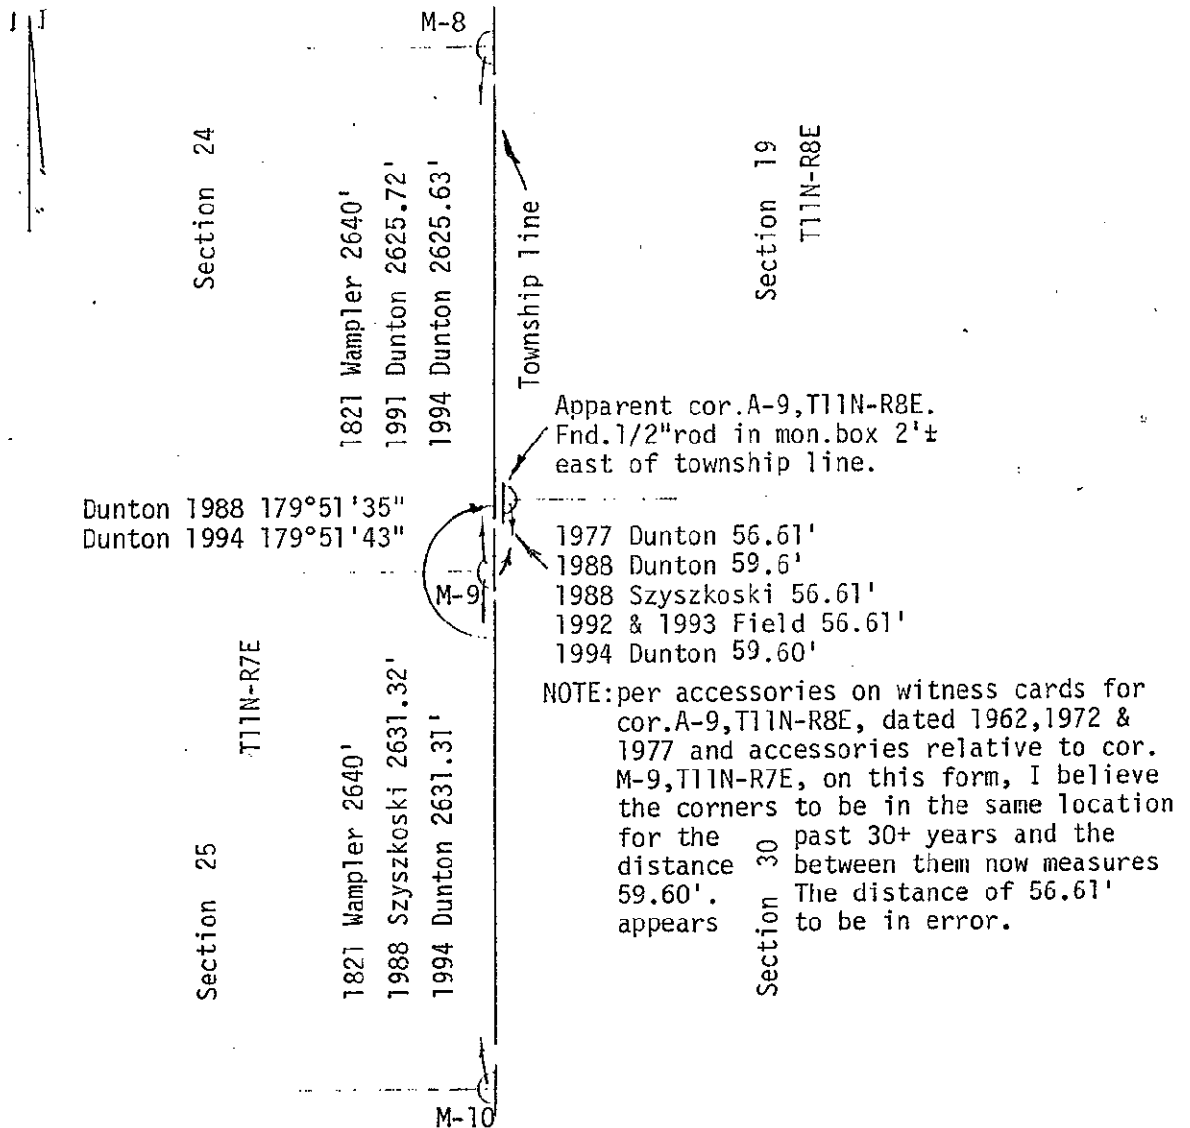 M-8
Section 24
1821 Wampler 2640'
1991 Dunton 2625.72'
1994 Dunton 2625.63'
Township line
Section 19
T11N-R8E
Apparent cor.A-9,T11N-R8E.
Fnd.1/2"rod in mon.box 2'±
east of township line.
Dunton 1988 179°51'35"
Dunton 1994 179°51'43"
M-9
1977 Dunton 56.61'
1988 Dunton 59.6'
1988 Szyszkoski 56.61'
1992 & 1993 Field 56.61'
1994 Dunton 59.60'
T11N-R7E
Section 25
1821 Wampler 2640'
1988 Szyszkoski 2631.32'
1994 Dunton 2631.31'
NOTE:per accessories on witness cards for
cor.A-9,T11N-R8E, dated 1962,1972 &
1977 and accessories relative to cor.
M-9,T11N-R7E, on this form, I believe
the corners to be in the same location
for the past 30+ years and the
distance between them now measures
59.60'. The distance of 56.61'
appears to be in error.
Section 30
M-10